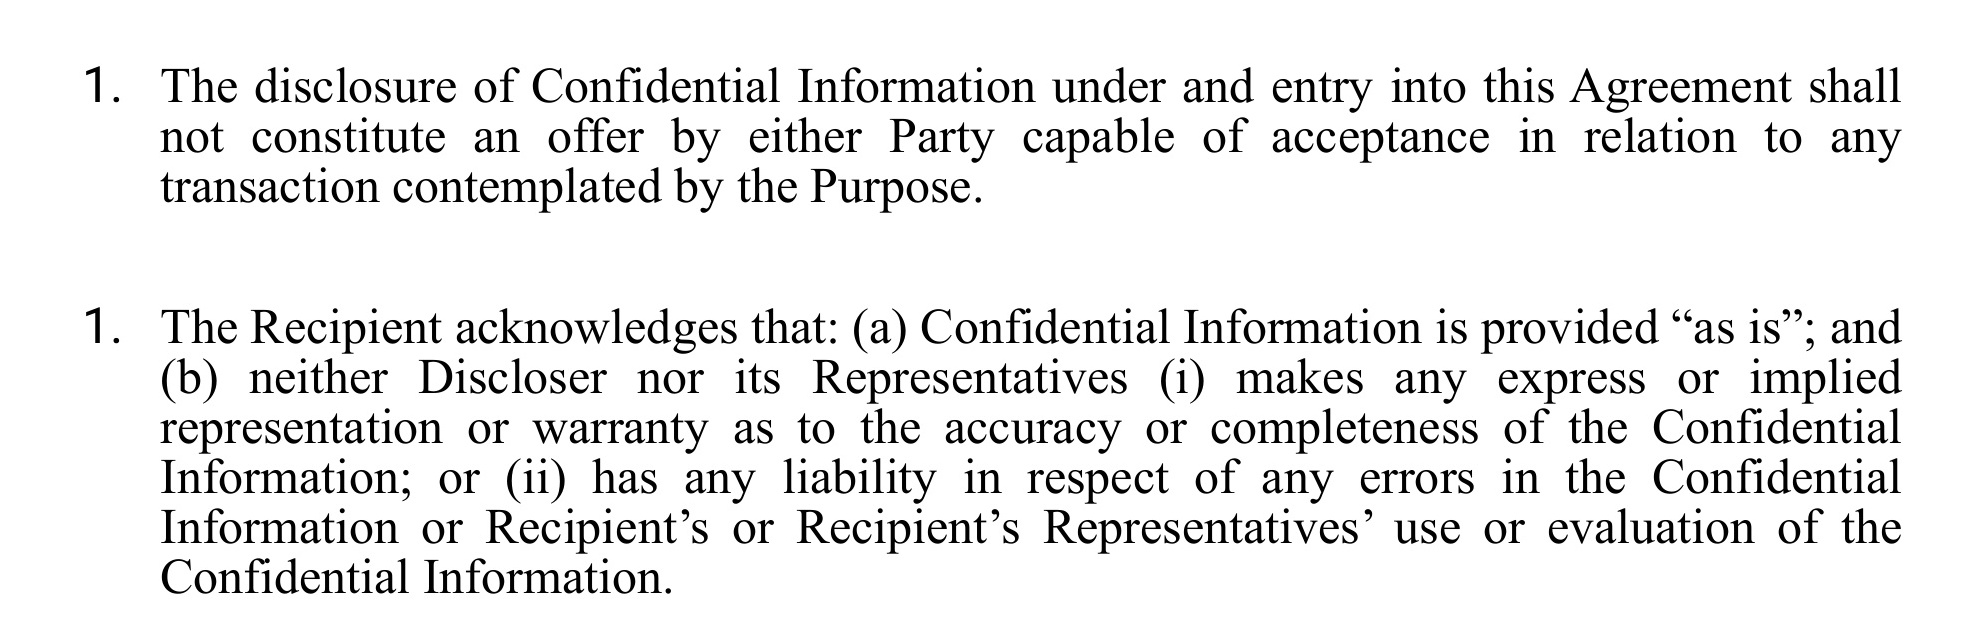 1. The disclosure of Confidential Information under and entry into this Agreement shall
not constitute an offer by either Party capable of acceptance in relation to any
transaction contemplated by the Purpose.
1. The Recipient acknowledges that: (a) Confidential Information is provided “as is”; and
(b) neither Discloser nor its Representatives (i) makes any express or implied
representation or warranty as to the accuracy or completeness of the Confidential
Information; or (ii) has any liability in respect of any errors in the Confidential
Information or Recipient’s or Recipient’s Representatives’ use or evaluation of the
Confidential Information.